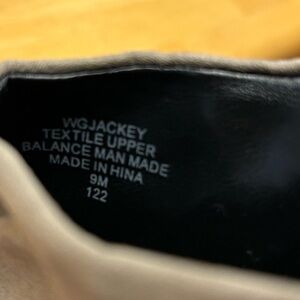 WGJACKEY
TEXTILE UPPER
BALANCE MAN MADE
MADE IN HINA
9M
122